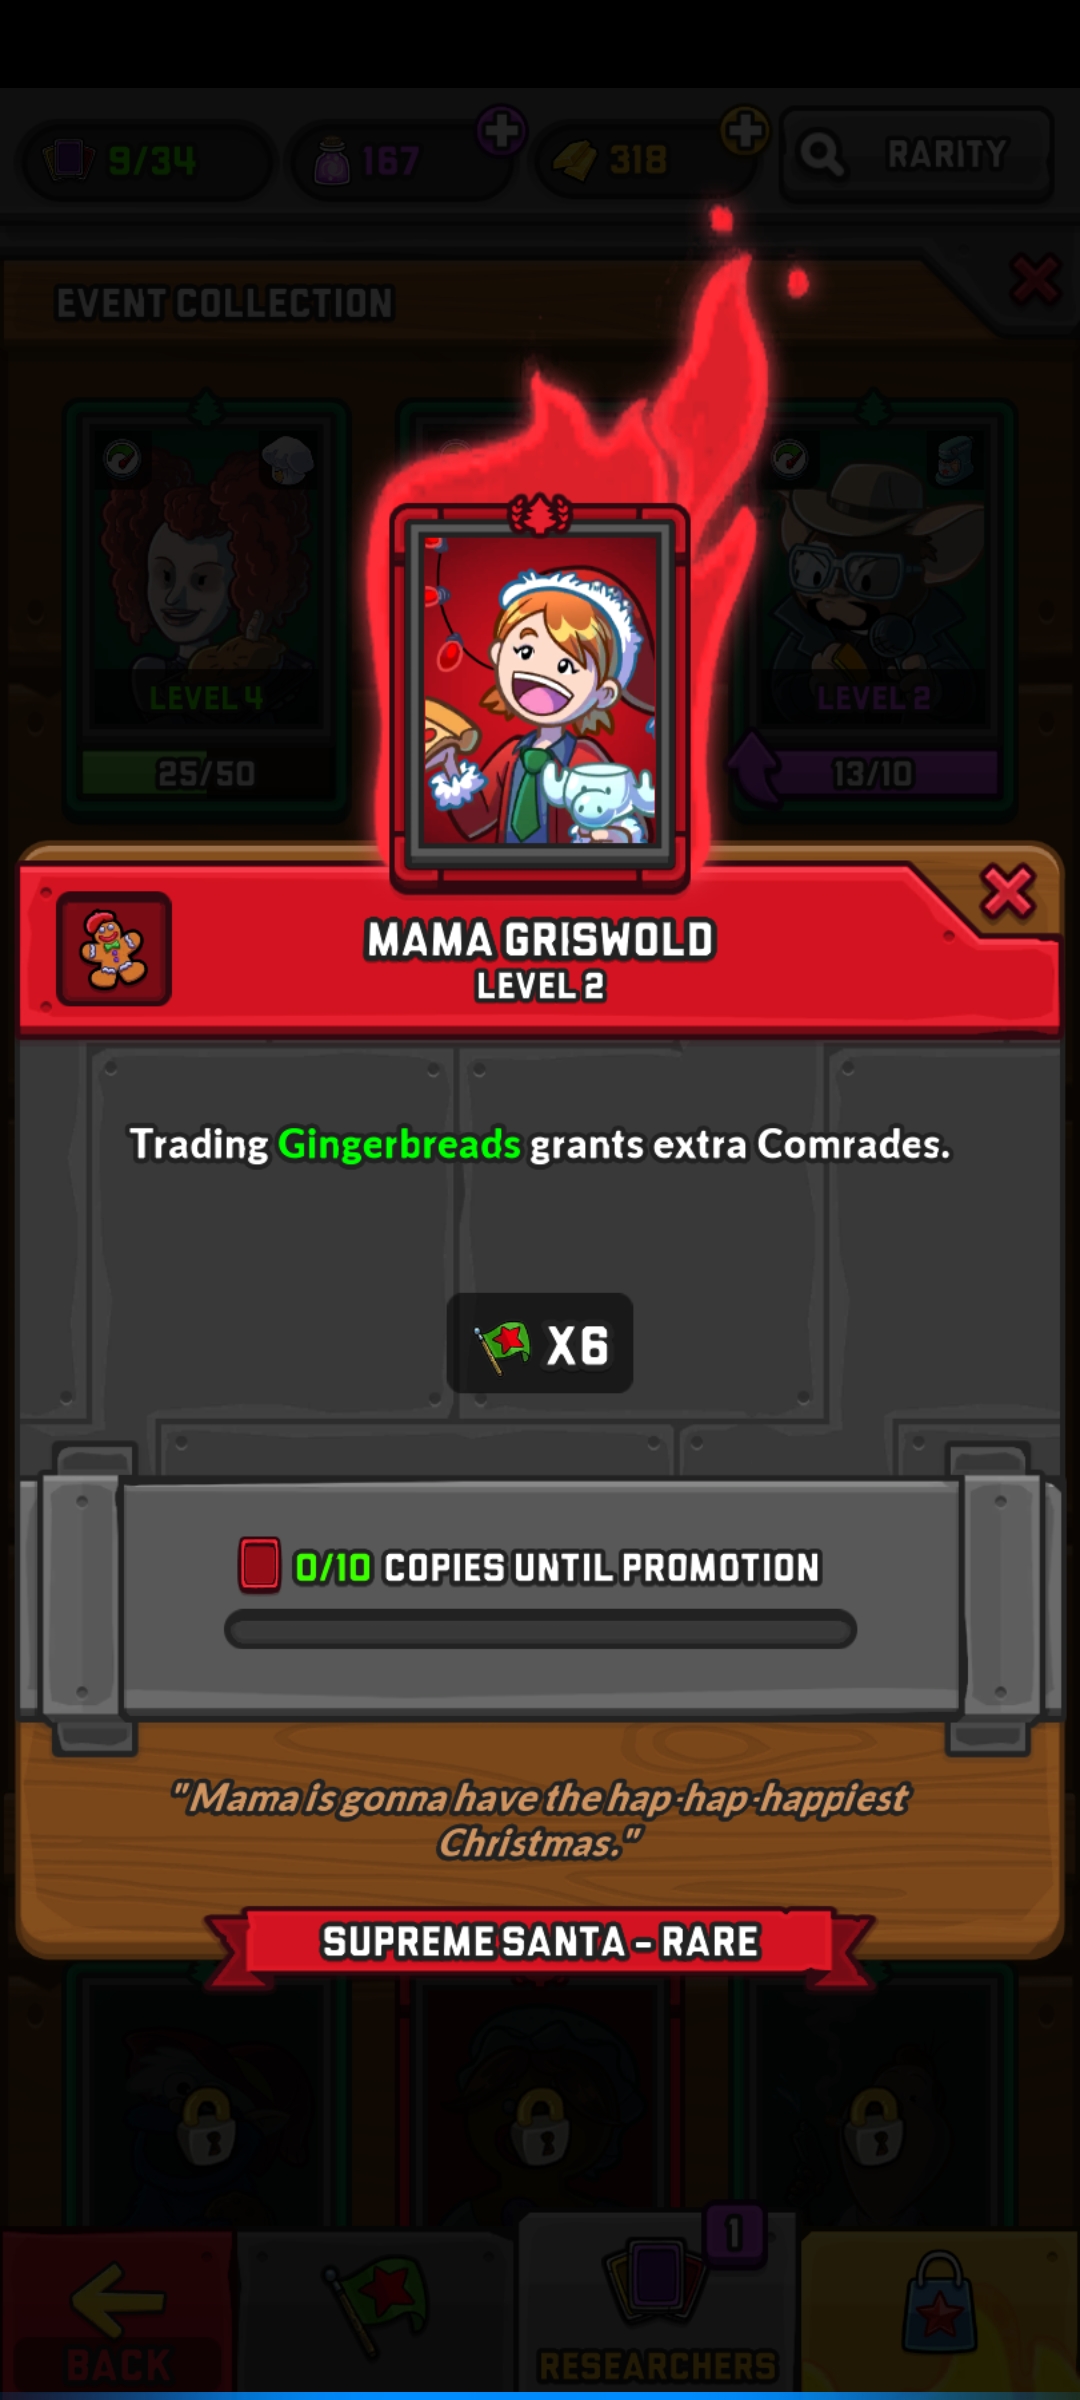 9/34
167
318
RARITY
EVENT COLLECTION
LEVEL 4
LEVEL 2
25/50
13/10
MAMA GRISWOLD
LEVEL 2
Trading Gingerbreads grants extra Comrades.
X6
0/10 COPIES UNTIL PROMOTION
"Mama is gonna have the hap-hap-happiest
Christmas."
SUPREME SANTA - RARE
1
BACK
RESEARCHERS